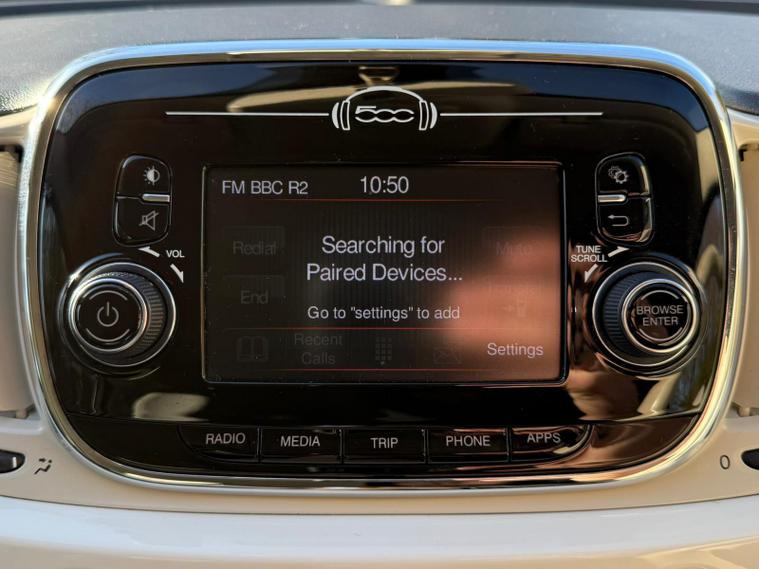 500
FM BBC R2 10:50
VOL
TUNE
SCROLL
Redial
Searching for
Paired Devices...
Mute
End
Go to "settings" to add
BROWSE
ENTER
Recent
Calls
Settings
RADIO MEDIA TRIP PHONE APPS
0